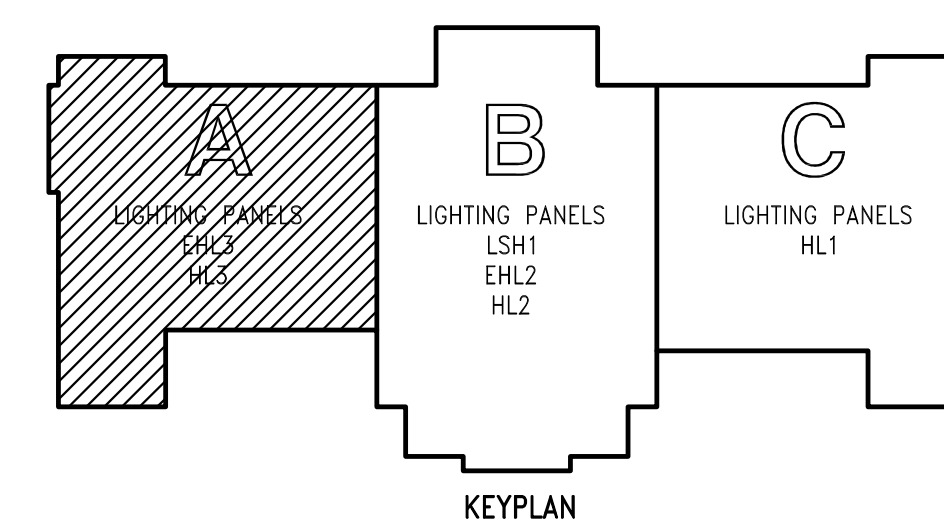 A
LIGHTING PANELS
EHL3
HL3
B
LIGHTING PANELS
LSH1
EHL2
HL2
C
LIGHTING PANELS
HL1
KEYPLAN